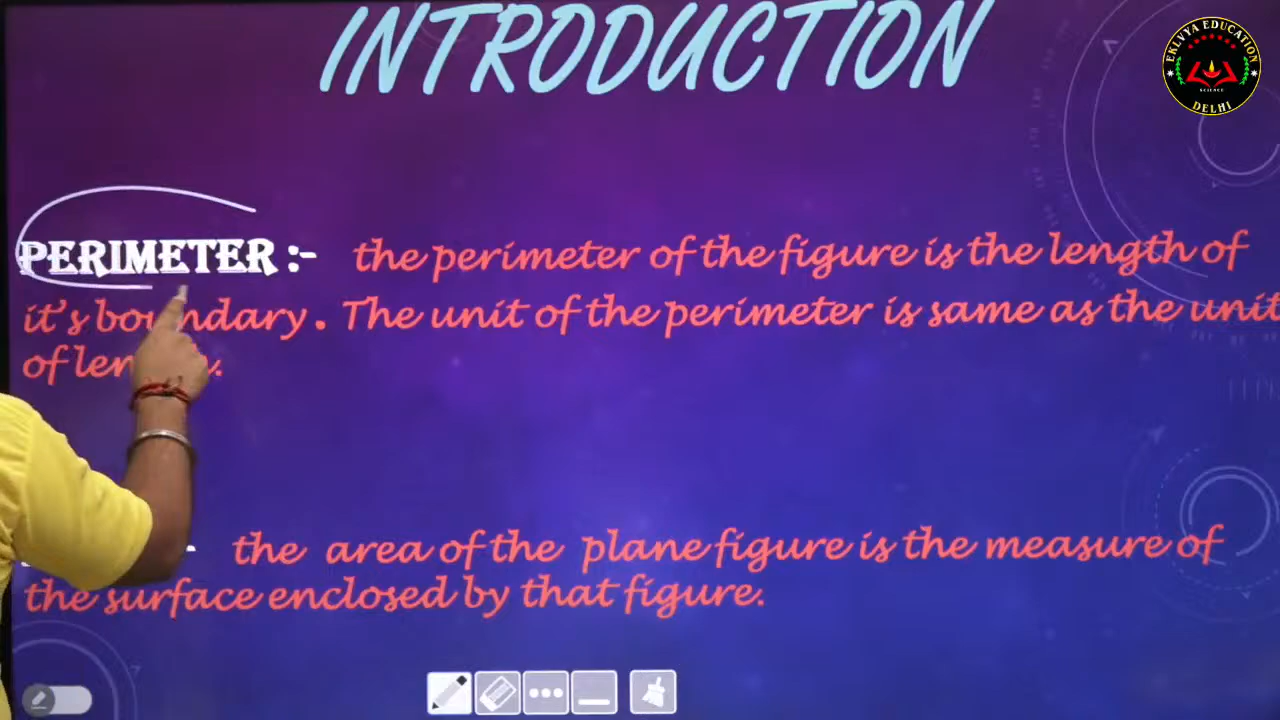 INTRODUCTION
EKLVYA EDUCATION
SCIENCE
DELHI
PERIMETER :- the perimeter of the figure is the length of
it's boundary. The unit of the perimeter is same as the unit
of
the area of the plane figure is the measure of
the surface enclosed by that figure.